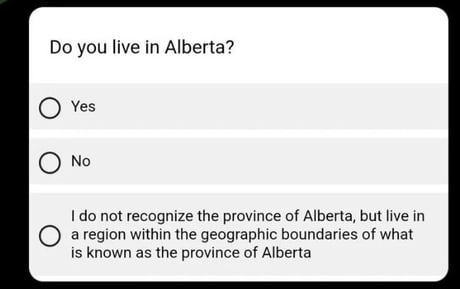 Do you live in Alberta?
Yes
No
I do not recognize the province of Alberta, but live in
a region within the geographic boundaries of what
is known as the province of Alberta